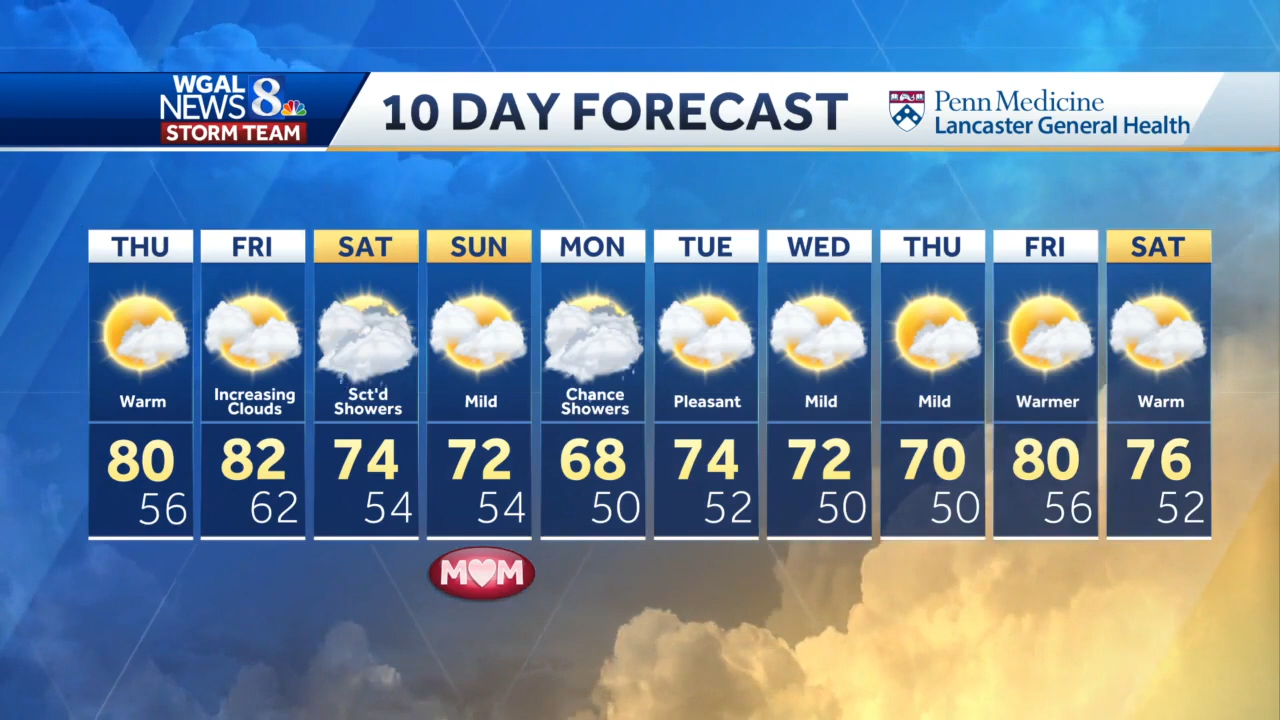 WGAL
NEWS 8
STORM TEAM
10 DAY FORECAST
Penn Medicine
Lancaster General Health
THU FRI SAT SUN MON TUE WED THU FRI SAT
Warm
Increasing
Clouds
Sct'd
Showers
Mild
Chance
Showers
Pleasant
Mild
Mild
Warmer
Warm
80 82 74 72 68 74 72 70 80 76
56 62 54 54 50 52 50 50 56 52
M♥M